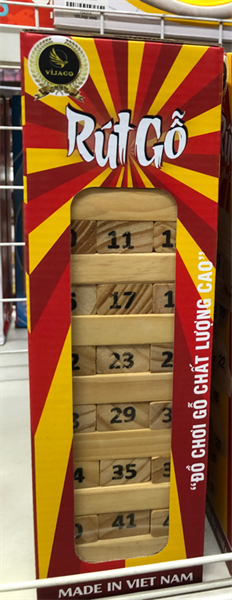 VIJAGO
Rút Gỗ
11
17
23
29
35
41
"ĐỒ CHƠI GỖ CHẤT LƯỢNG CAO"
MADE IN VIET NAM